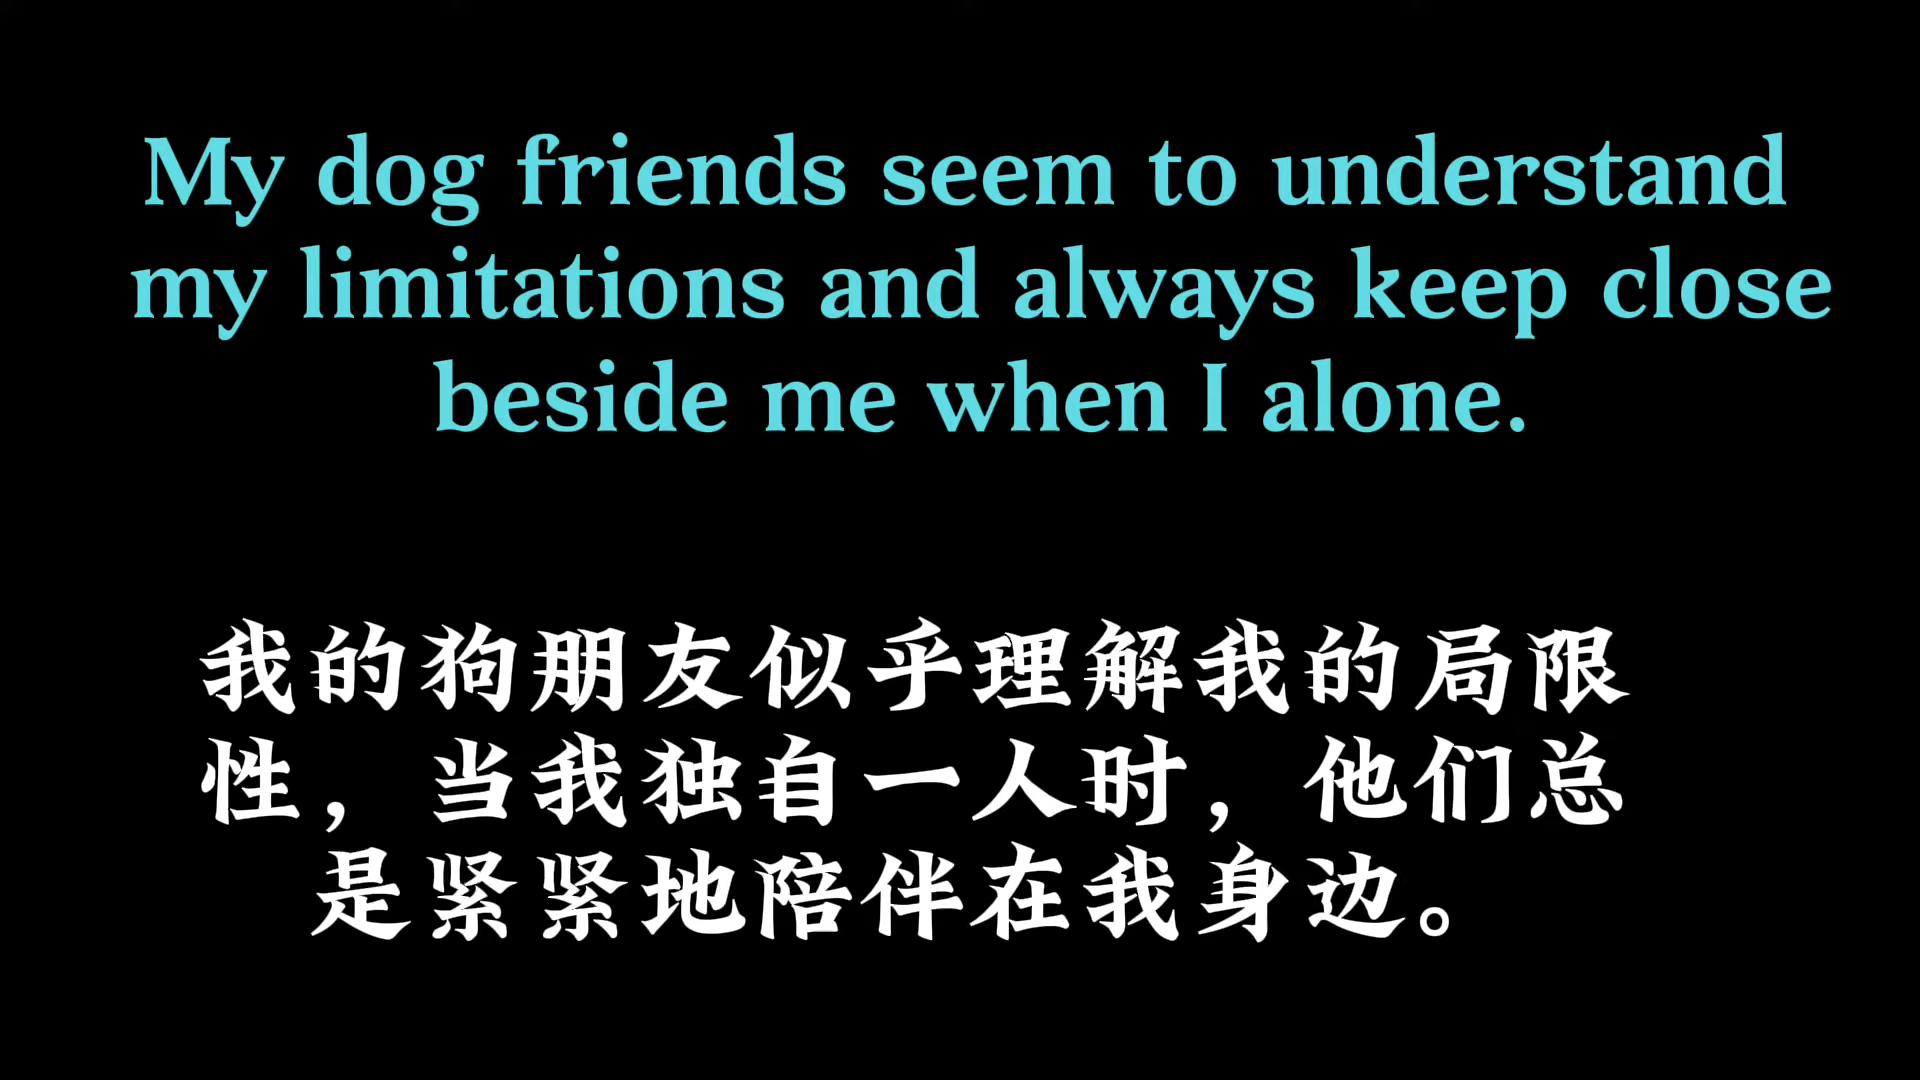 My dog friends seem to understand
my limitations and always keep close
beside me when I alone.
我的狗朋友似乎理解我的局限
性，当我独自一人时，他们总
是紧紧地陪伴在我身边。